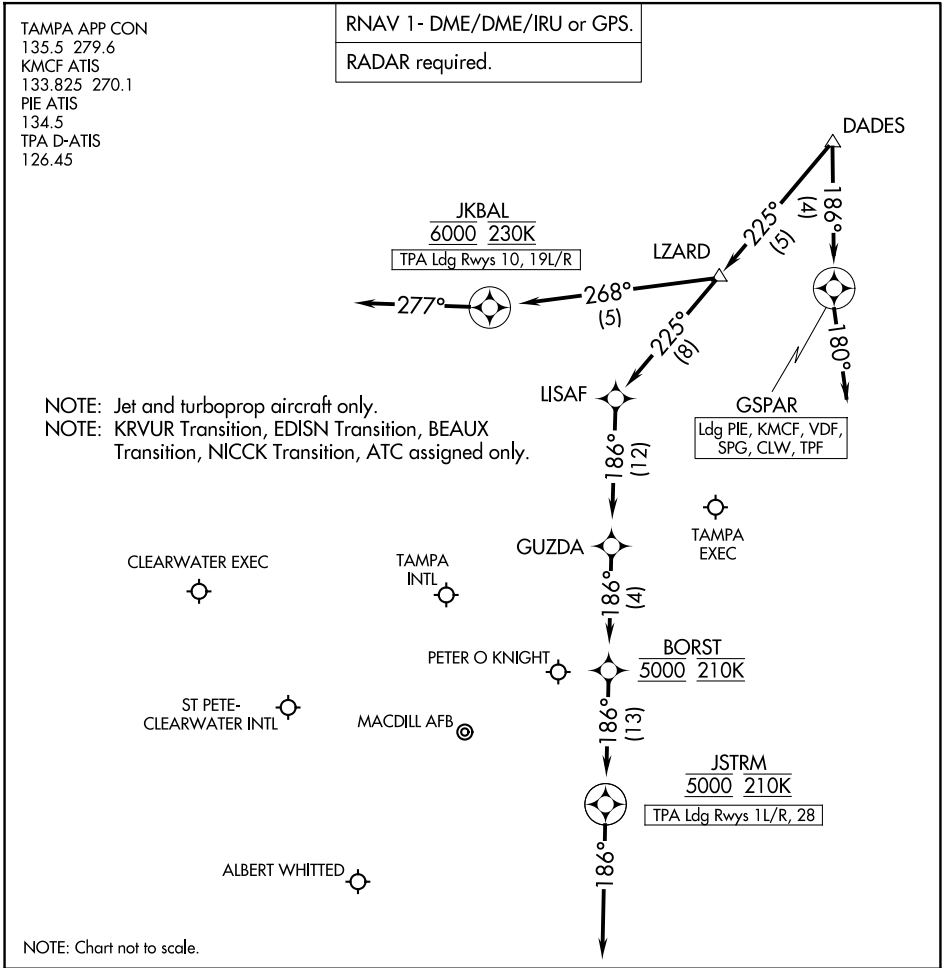 TAMPA APP CON
135.5 279.6
KMCF ATIS
133.825 270.1
PIE ATIS
134.5
TPA D-ATIS
126.45
RNAV 1- DME/DME/IRU or GPS.
RADAR required.
DADES
186°
(4)
225°
(5)
JKBAL
6000 230K
TPA Ldg Rwys 10, 19L/R
LZARD
268°
(5)
277°
225°
(8)
180°
GSPAR
Ldg PIE, KMCF, VDF,
SPG, CLW, TPF
LISAF
NOTE: Jet and turboprop aircraft only.
NOTE: KRVUR Transition, EDISN Transition, BEAUX
Transition, NICCK Transition, ATC assigned only.
186°
(12)
TAMPA
EXEC
GUZDA
CLEARWATER EXEC
TAMPA
INTL
186°
(4)
PETER O KNIGHT
BORST
5000 210K
ST PETE-
CLEARWATER INTL
MACDILL AFB
186°
(13)
JSTRM
5000 210K
TPA Ldg Rwys 1L/R, 28
ALBERT WHITTED
186°
NOTE: Chart not to scale.